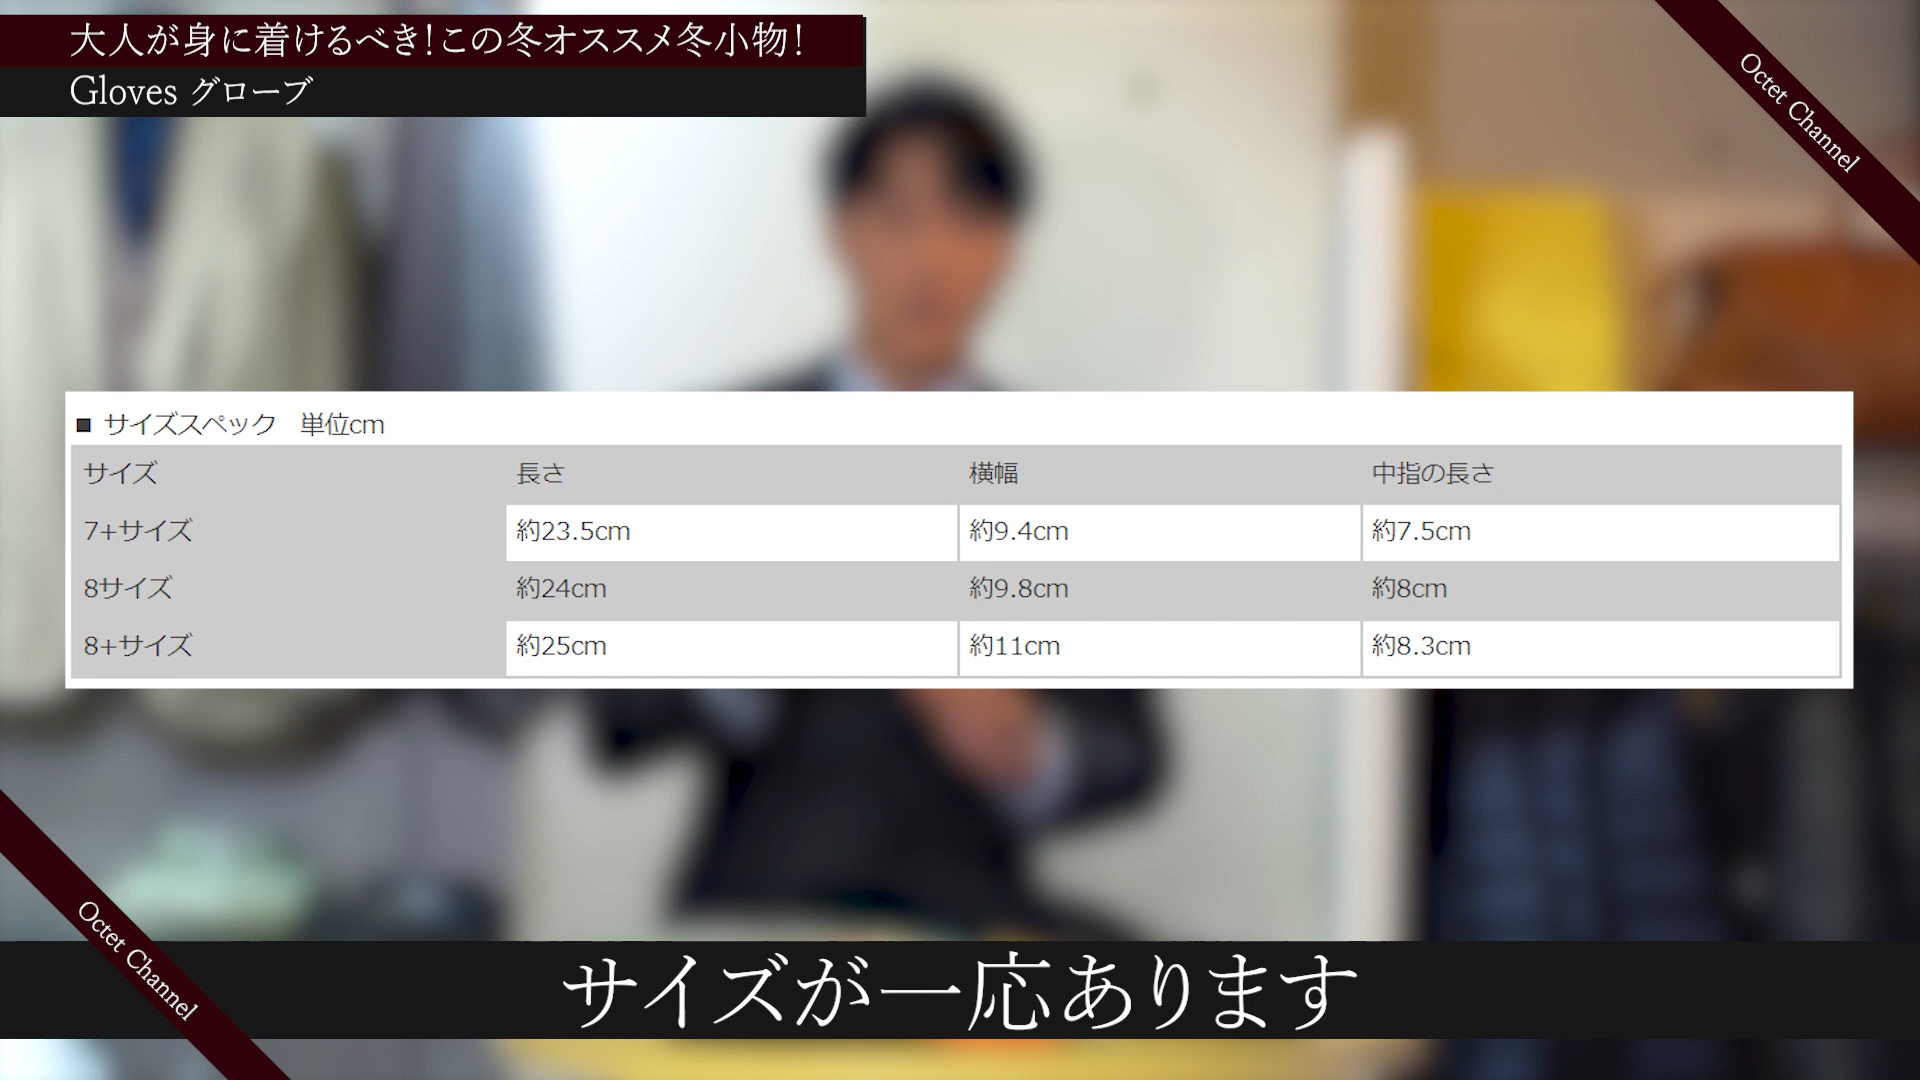 大人が身に着けるべき!この冬オススメ冬小物!
Gloves グローブ
Octet Channel
■ サイズスペック 単位cm
サイズ 長さ 横幅 中指の長さ
7+サイズ 約23.5cm 約9.4cm 約7.5cm
8サイズ 約24cm 約9.8cm 約8cm
8+サイズ 約25cm 約11cm 約8.3cm
Octet Channel
サイズが一応あります